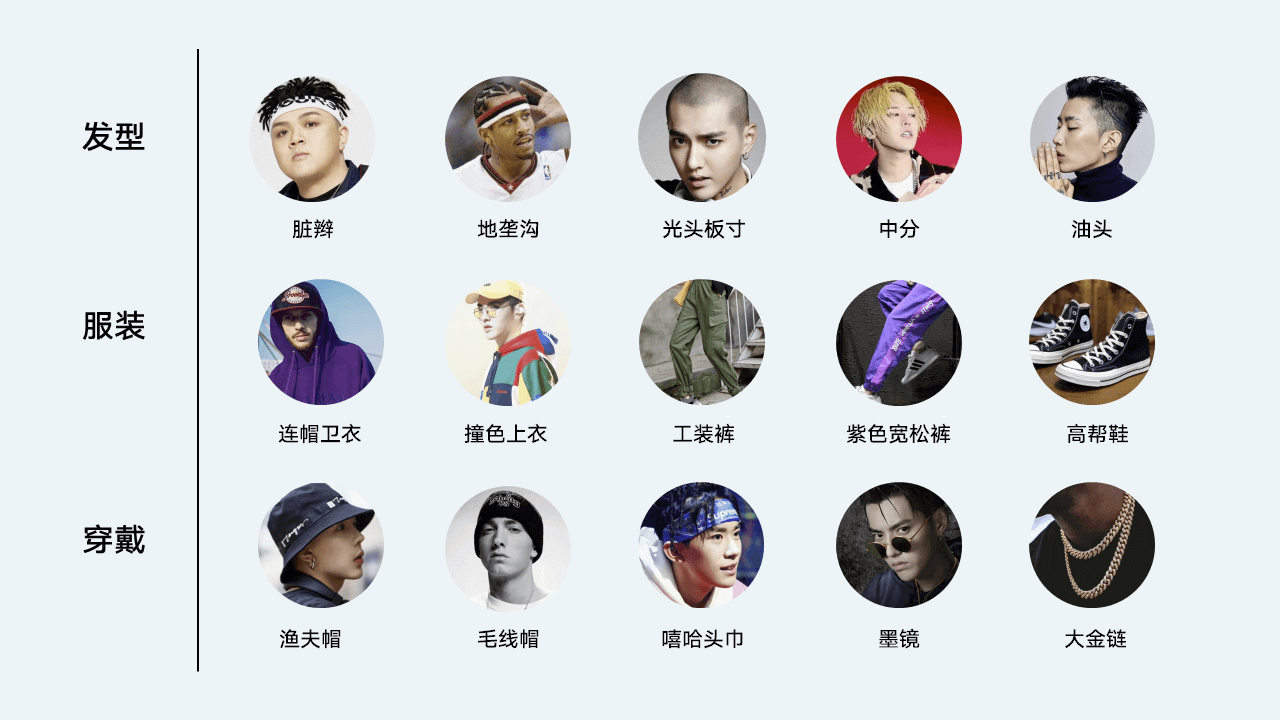 发型
脏辫
地垄沟
光头板寸
中分
油头
服装
连帽卫衣
撞色上衣
工装裤
紫色宽松裤
高帮鞋
穿戴
渔夫帽
毛线帽
嘻哈头巾
墨镜
大金链